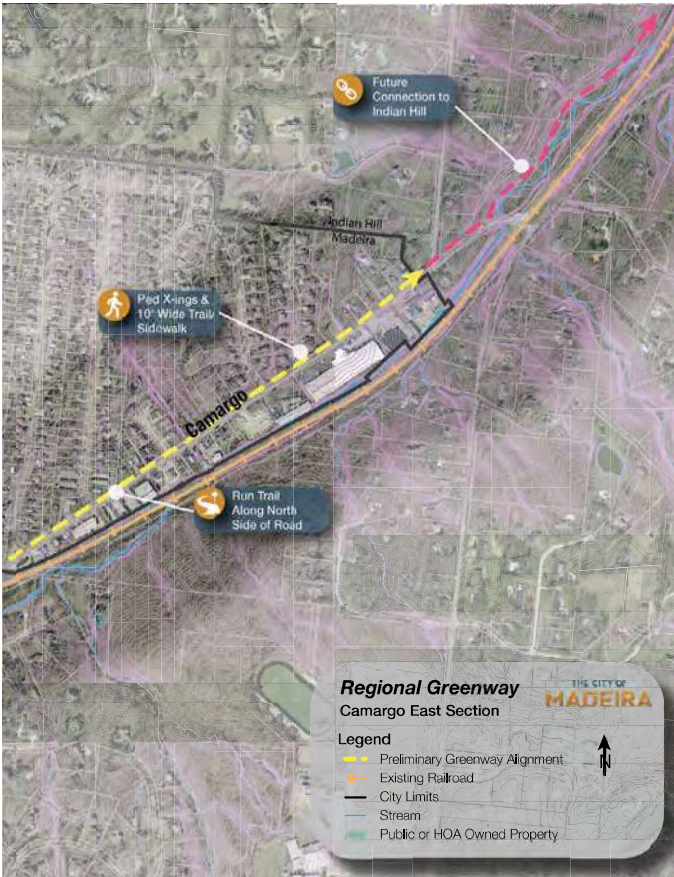 Future
Connection to
Indian Hill
Indian Hill
Madeira
Ped X-ings &
10' Wide Trail/
Sidewalk
Camargo
Run Trail
Along North
Side of Road
Regional Greenway
Camargo East Section
THE CITY OF
MADEIRA
Legend
Preliminary Greenway Alignment
Existing Railroad
City Limits
Stream
Public or HOA Owned Property
N